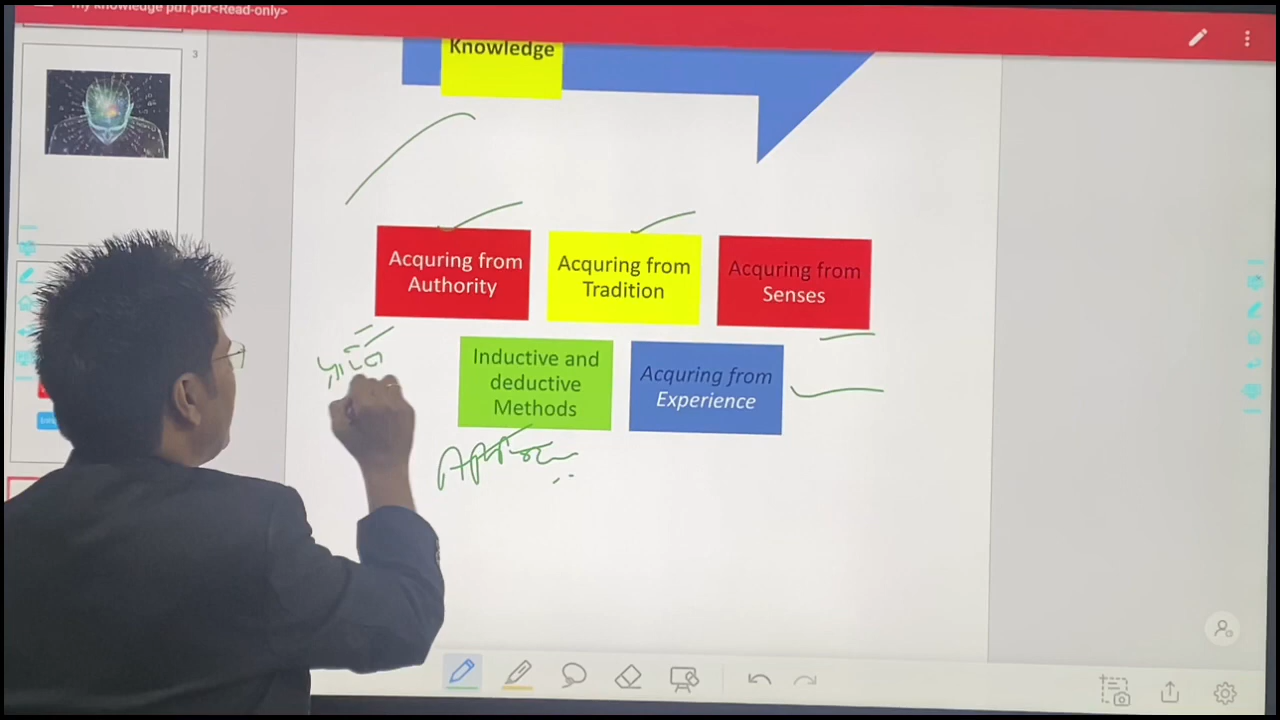 my knowledge pdf.pdf<Read-only>
3
Knowledge
Acquring from
Authority
Acquring from
Tradition
Acquring from
Senses
Inductive and
deductive
Methods
Acquring from
Experience